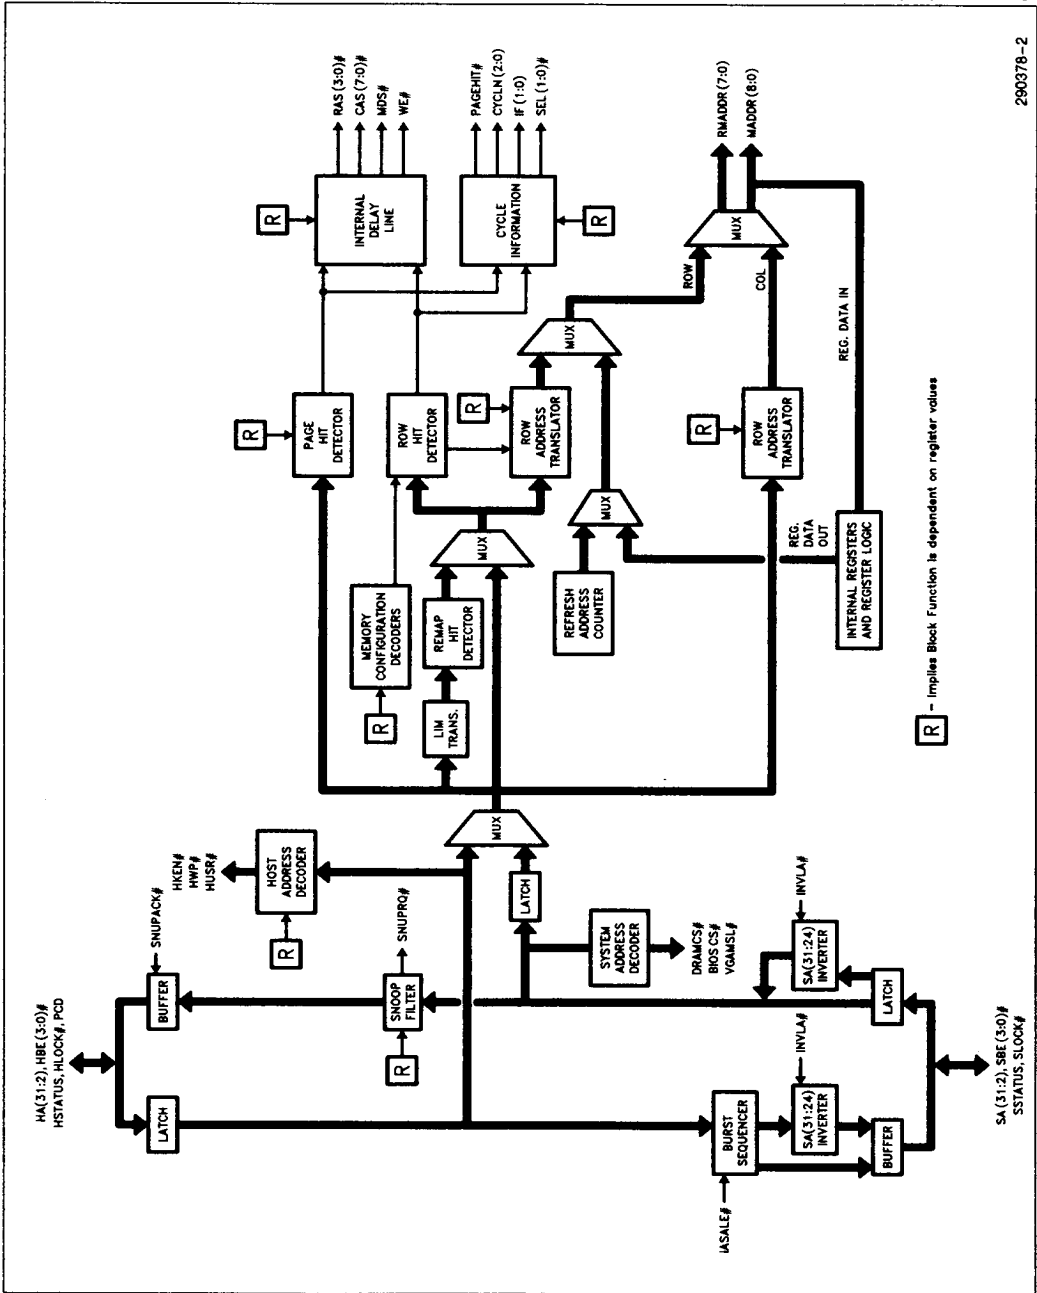 290378-2
RAS (3:0)#
CAS (7:0)#
MDS#
WE#
PAGEHIT#
CYCLN (2:0)
IF (1:0)
SEL (1:0)#
RMADDR (7:0)
MADDR (8:0)
R
INTERNAL
DELAY
LINE
CYCLE
INFORMATION
R
MUX
ROW
COL
REG. DATA IN
MUX
R
PAGE
HIT
DETECTOR
ROW
HIT
DETECTOR
R
ROW
ADDRESS
TRANSLATOR
R
ROW
ADDRESS
TRANSLATOR
MUX
MUX
REG.
DATA
OUT
MEMORY
CONFIGURATION
DECODERS
R
REMAP
HIT
DETECTOR
LIM
TRANS.
REFRESH
ADDRESS
COUNTER
INTERNAL REGISTERS
AND REGISTER LOGIC
R - Implies Block Function is dependent on register values
MUX
HKEN#
HWP#
HUSR#
HOST
ADDRESS
DECODER
R
LATCH
SYSTEM
ADDRESS
DECODER
DRAMCS#
BIOS CS#
VGAMSL#
SNUPACK#
BUFFER
SNUPRQ#
SNOOP
FILTER
R
INVLA#
SA(31:24)
INVERTER
LATCH
HA(31:2), HBE (3:0)#
HSTATUS, HLOCK#, PCD
LATCH
BURST
SEQUENCER
IASALE#
INVLA#
SA(31:24)
INVERTER
BUFFER
SA (31:2), SBE (3:0)#
SSTATUS, SLOCK#